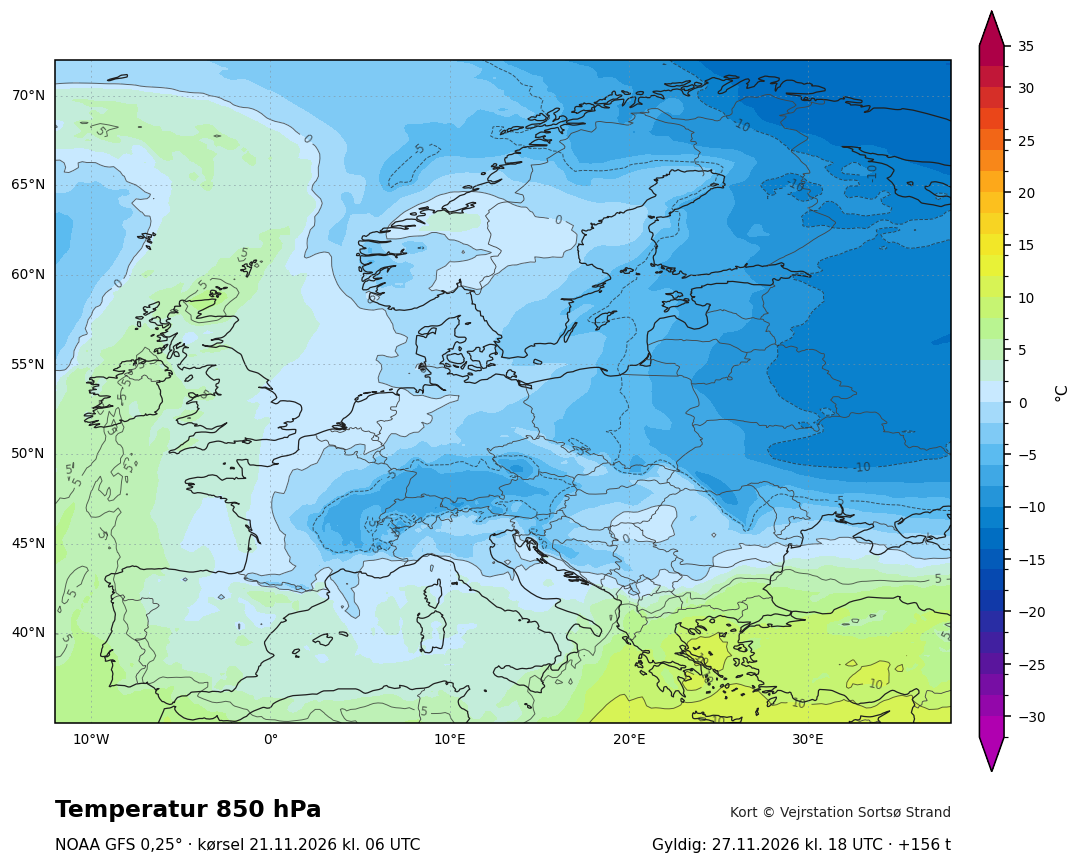 70°N
65°N
60°N
55°N
50°N
45°N
40°N
10°W
0°
10°E
20°E
30°E
35
30
25
20
15
10
5
0
−5
−10
−15
−20
−25
−30
°C
Temperatur 850 hPa
Kort © Vejrstation Sortsø Strand
NOAA GFS 0,25° · kørsel 21.11.2026 kl. 06 UTC
Gyldig: 27.11.2026 kl. 18 UTC · +156 t